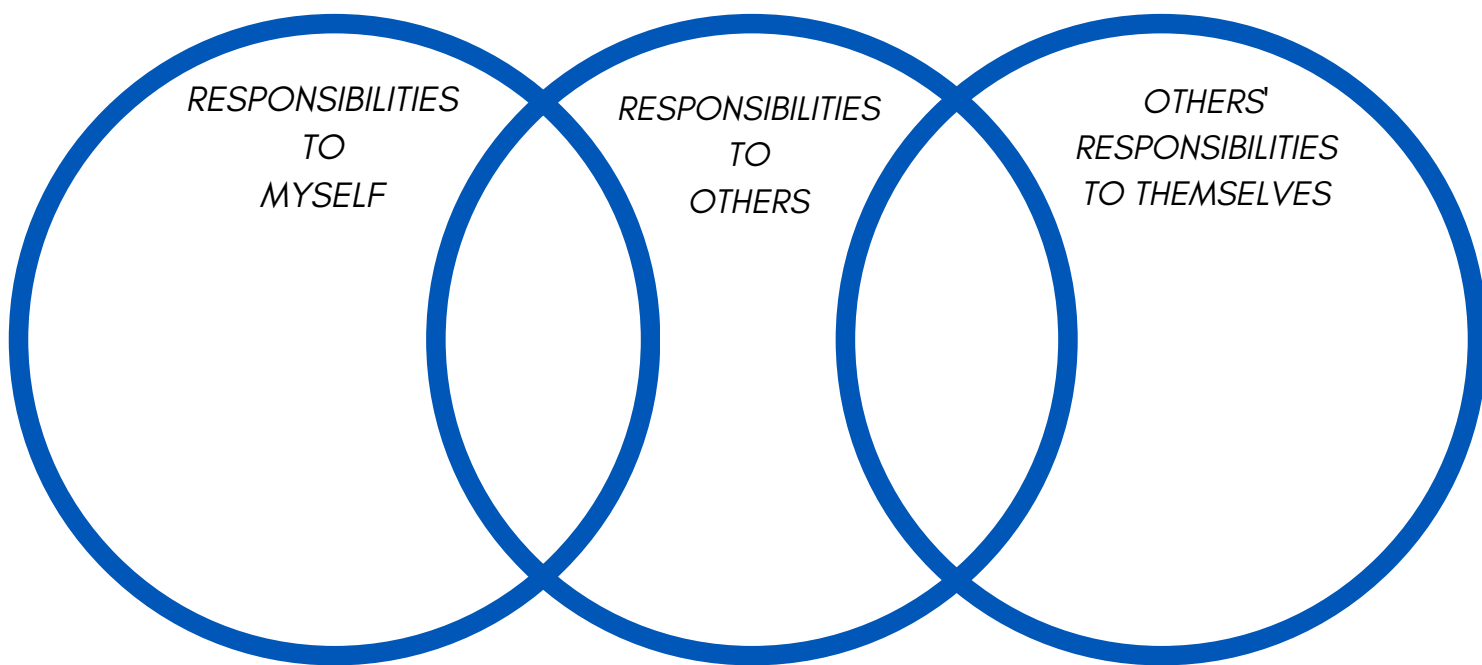 RESPONSIBILITIES
TO
MYSELF
RESPONSIBILITIES
TO
OTHERS
OTHERS'
RESPONSIBILITIES
TO THEMSELVES